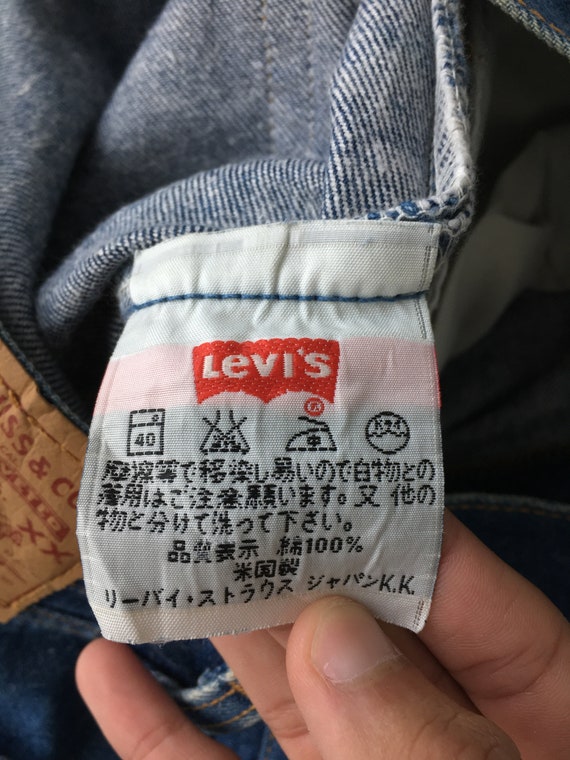 LEVI'S
40
摩擦等で移染し易いので白物との
着用はご注意願います。又 他の
物と分けて洗って下さい。
品質表示 綿100%
米国製
リーバイ・ストラウス ジャパンK.K.
USS & CO
XX